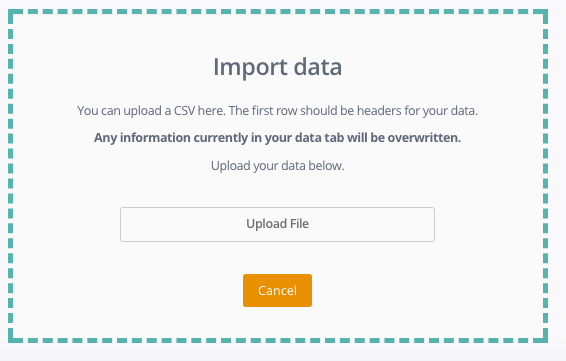 Import data
You can upload a CSV here. The first row should be headers for your data.
Any information currently in your data tab will be overwritten.
Upload your data below.
Upload File
Cancel